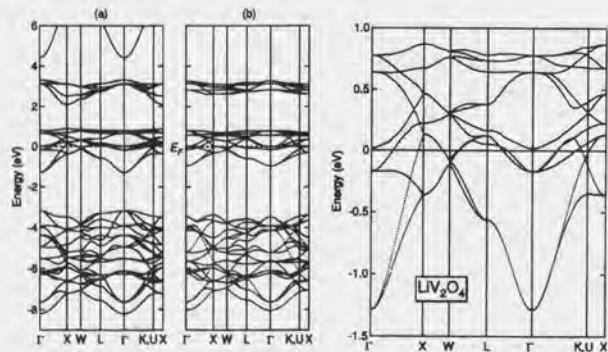 (a)
(b)
6
4
2
0
-2
-4
-6
-8
Energy (eV)
E_F
Γ X W L Γ K,U X
Γ X W L Γ K,U X
1.0
0.5
0
-0.5
-1.0
-1.5
Energy (eV)
LiV₂O₄
Γ X W L Γ K,U X